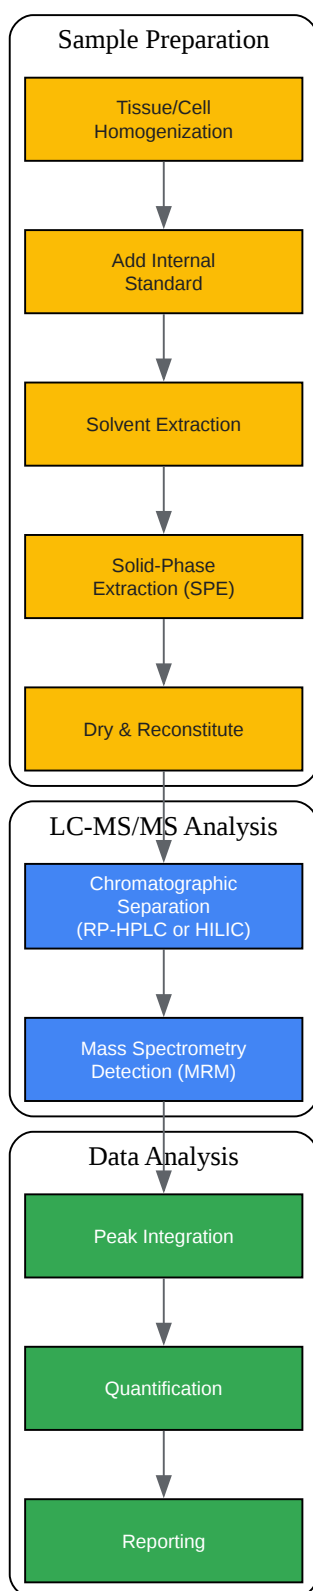 Sample Preparation
Tissue/Cell
Homogenization
Add Internal
Standard
Solvent Extraction
Solid-Phase
Extraction (SPE)
Dry & Reconstitute
LC-MS/MS Analysis
Chromatographic
Separation
(RP-HPLC or HILIC)
Mass Spectrometry
Detection (MRM)
Data Analysis
Peak Integration
Quantification
Reporting